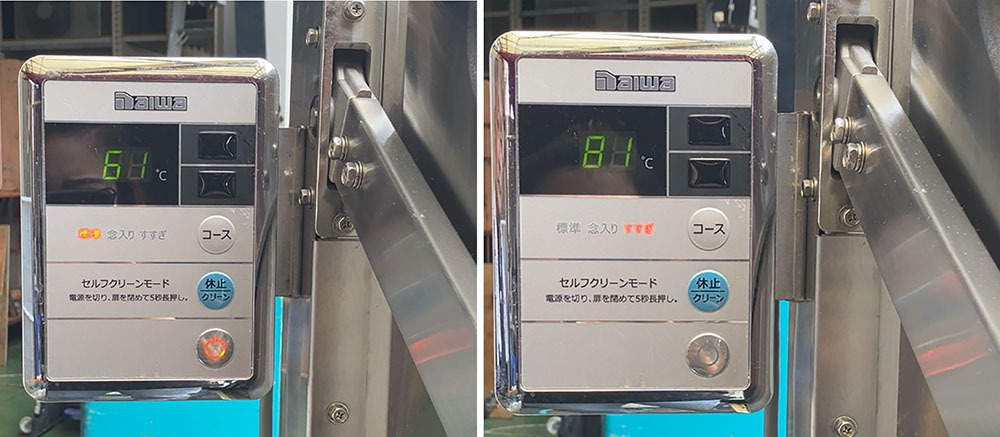 Daiwa
61 °C
標準 念入り すすぎ コース
セルフクリーンモード
電源を切り、扉を閉めて5秒長押し。
休止
クリーン
Daiwa
81 °C
標準 念入り すすぎ コース
セルフクリーンモード
電源を切り、扉を閉めて5秒長押し。
休止
クリーン